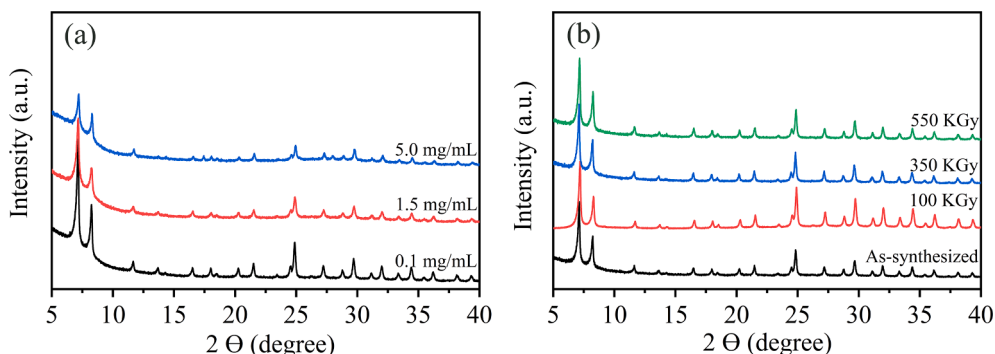 (a)
Intensity (a.u.)
5.0 mg/mL
1.5 mg/mL
0.1 mg/mL
5 10 15 20 25 30 35 40
2 Ɵ (degree)
(b)
Intensity (a.u.)
550 KGy
350 KGy
100 KGy
As-synthesized
5 10 15 20 25 30 35 40
2 Ɵ (degree)